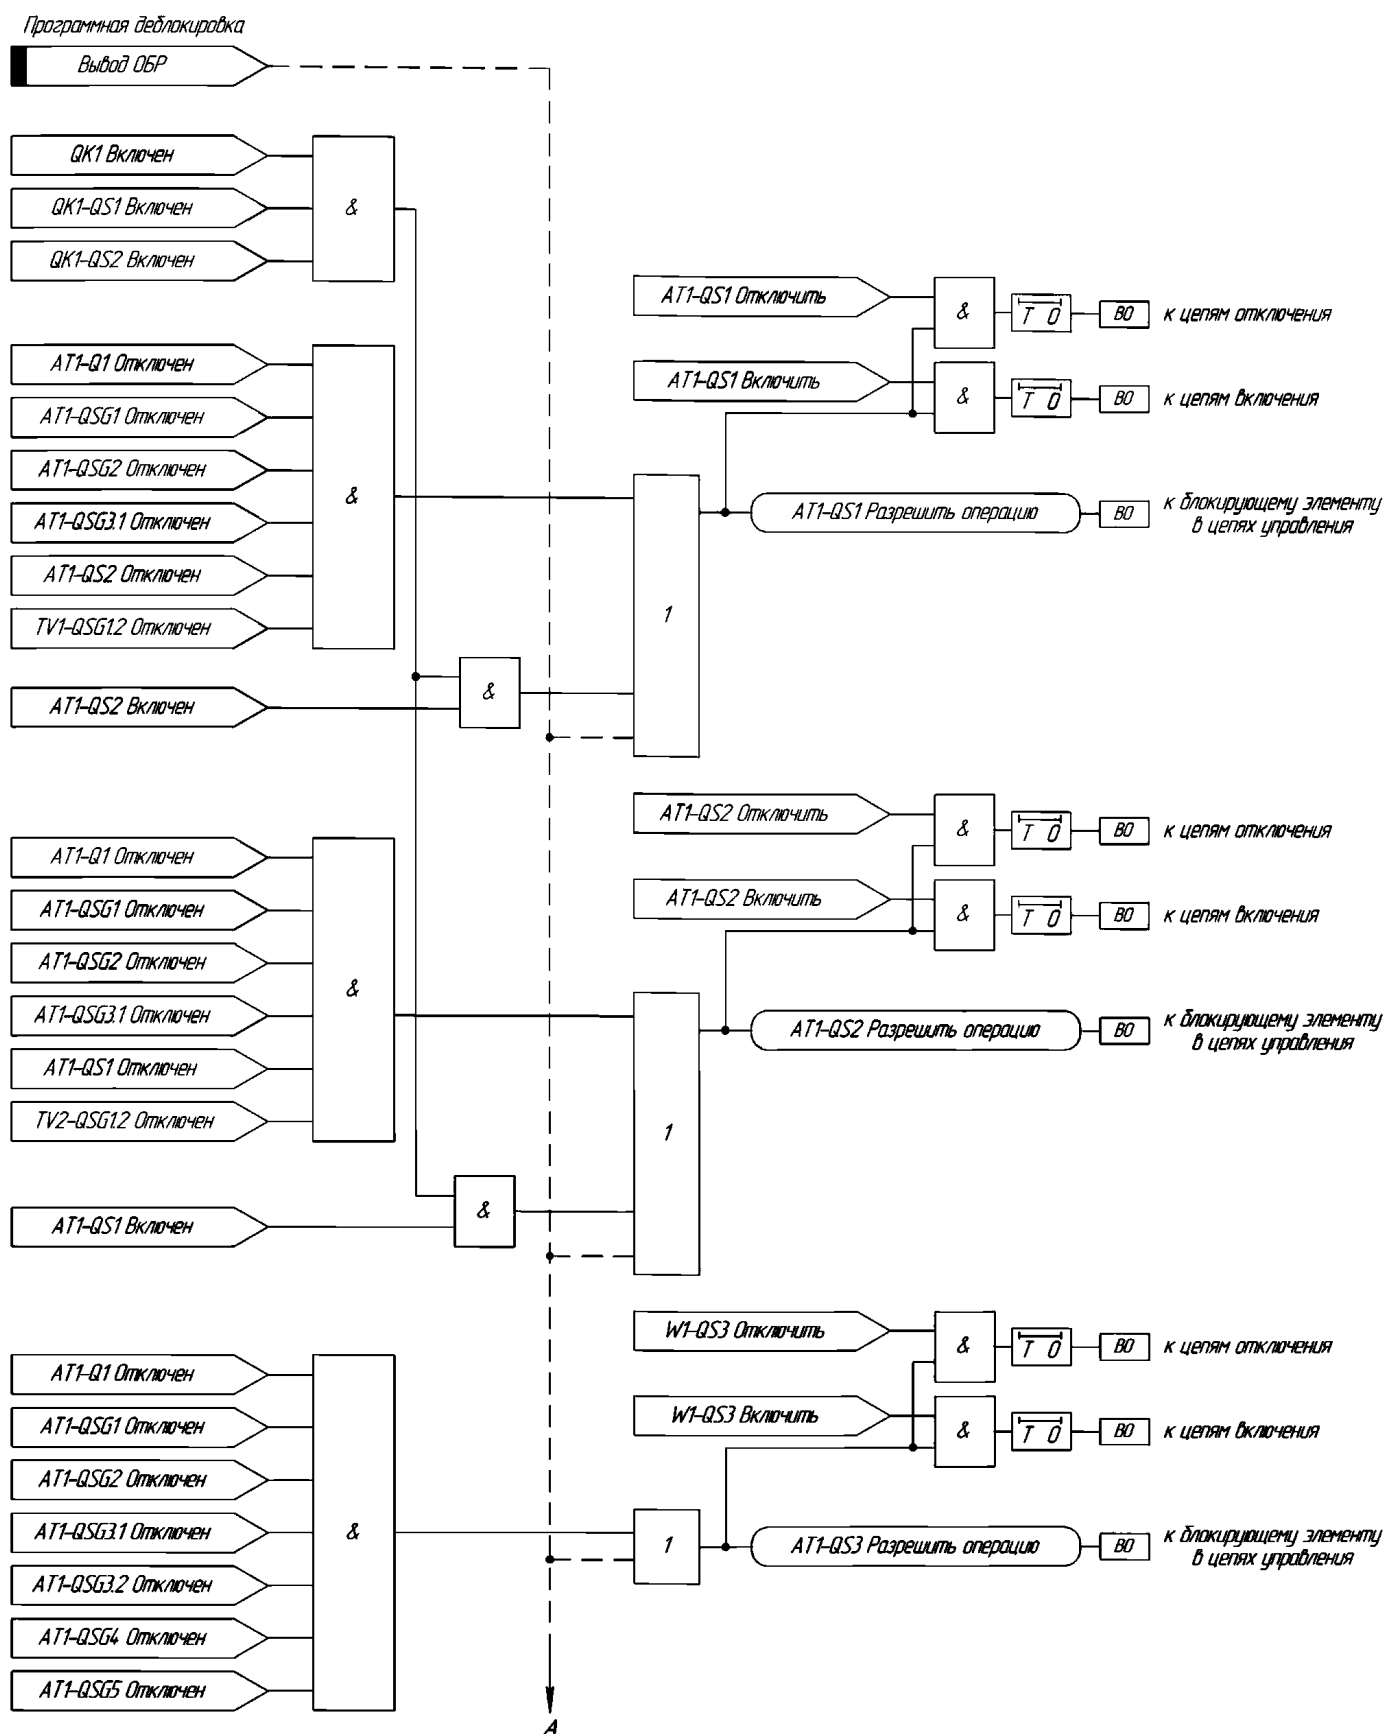 Программная деблокировка
Вывод ОБР
QK1 Включен
QK1-QS1 Включен
QK1-QS2 Включен
&
AT1-Q1 Отключен
AT1-QSG1 Отключен
AT1-QSG2 Отключен
AT1-QSG3.1 Отключен
AT1-QS2 Отключен
TV1-QSG1.2 Отключен
&
AT1-QS2 Включен
&
1
AT1-QS1 Отключить
&
T 0
ВО
к цепям отключения
AT1-QS1 Включить
&
T 0
ВО
к цепям включения
AT1-QS1 Разрешить операцию
ВО
к блокирующему элементу
в цепях управления
AT1-Q1 Отключен
AT1-QSG1 Отключен
AT1-QSG2 Отключен
AT1-QSG3.1 Отключен
AT1-QS1 Отключен
TV2-QSG1.2 Отключен
&
AT1-QS1 Включен
&
1
AT1-QS2 Отключить
&
T 0
ВО
к цепям отключения
AT1-QS2 Включить
&
T 0
ВО
к цепям включения
AT1-QS2 Разрешить операцию
ВО
к блокирующему элементу
в цепях управления
AT1-Q1 Отключен
AT1-QSG1 Отключен
AT1-QSG2 Отключен
AT1-QSG3.1 Отключен
AT1-QSG3.2 Отключен
AT1-QSG4 Отключен
AT1-QSG5 Отключен
&
1
W1-QS3 Отключить
&
T 0
ВО
к цепям отключения
W1-QS3 Включить
&
T 0
ВО
к цепям включения
AT1-QS3 Разрешить операцию
ВО
к блокирующему элементу
в цепях управления
А